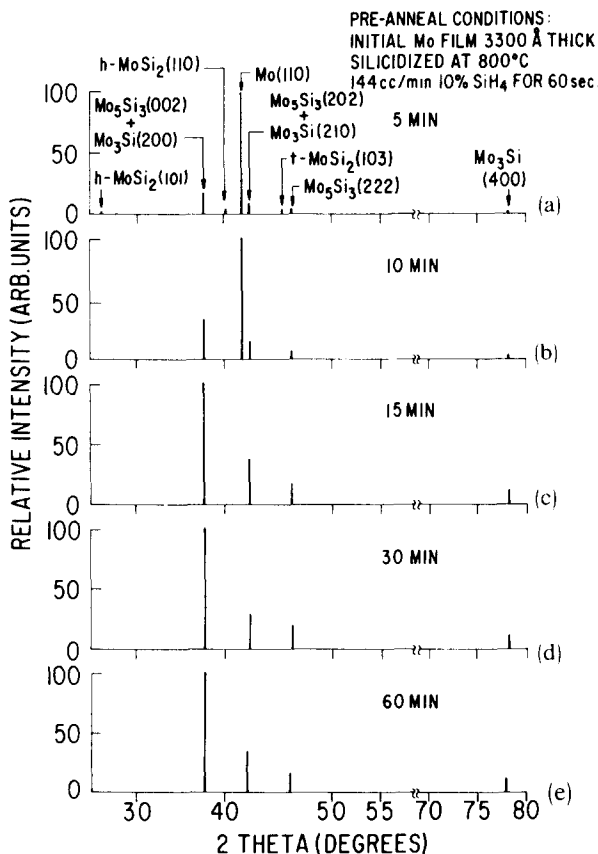 PRE-ANNEAL CONDITIONS:
INITIAL Mo FILM 3300 Å THICK
SILICIDIZED AT 800°C
144cc/min 10% SiH4 FOR 60sec
h-MoSi2(110)
Mo(110)
Mo5Si3(002)
+
Mo3Si(200)
Mo5Si3(202)
+
Mo3Si(210)
5 MIN
h-MoSi2(101)
t-MoSi2(103)
Mo5Si3(222)
Mo3Si
(400)
100
50
0
(a)
10 MIN
100
50
0
(b)
15 MIN
100
50
0
(c)
30 MIN
100
50
0
(d)
60 MIN
100
50
0
(e)
RELATIVE INTENSITY (ARB.UNITS)
30 40 50 55 70 75 80
2 THETA (DEGREES)